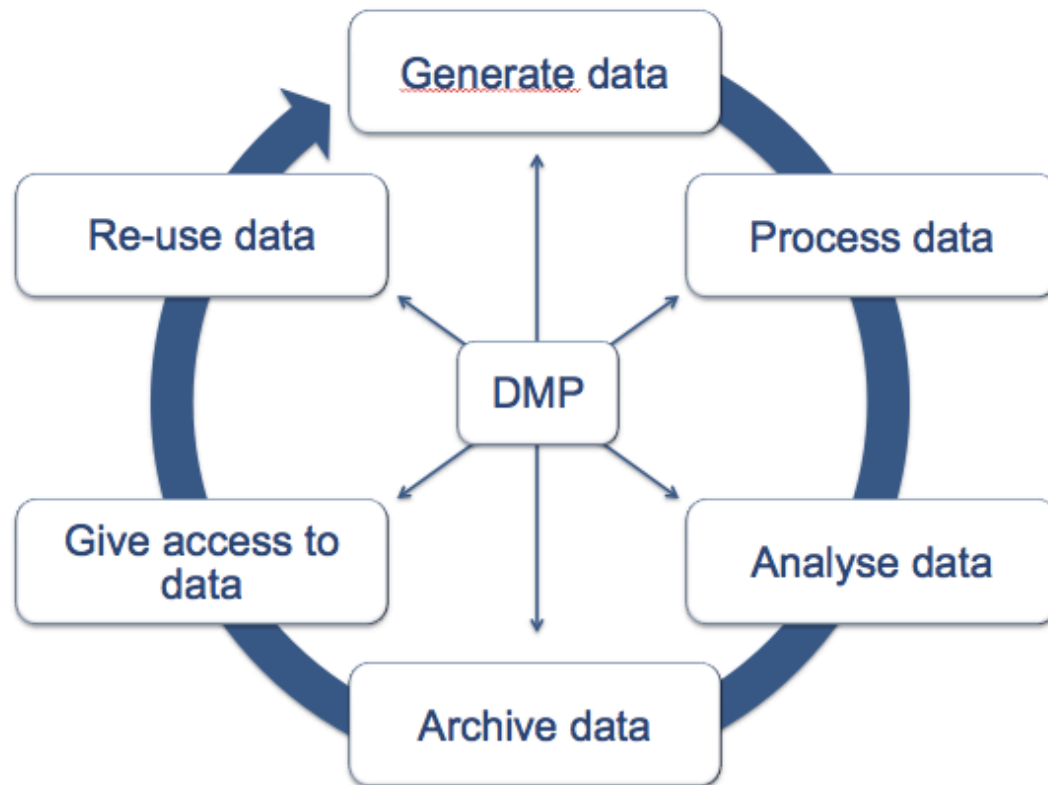 Generate data
Process data
Analyse data
Archive data
Give access to
data
Re-use data
DMP